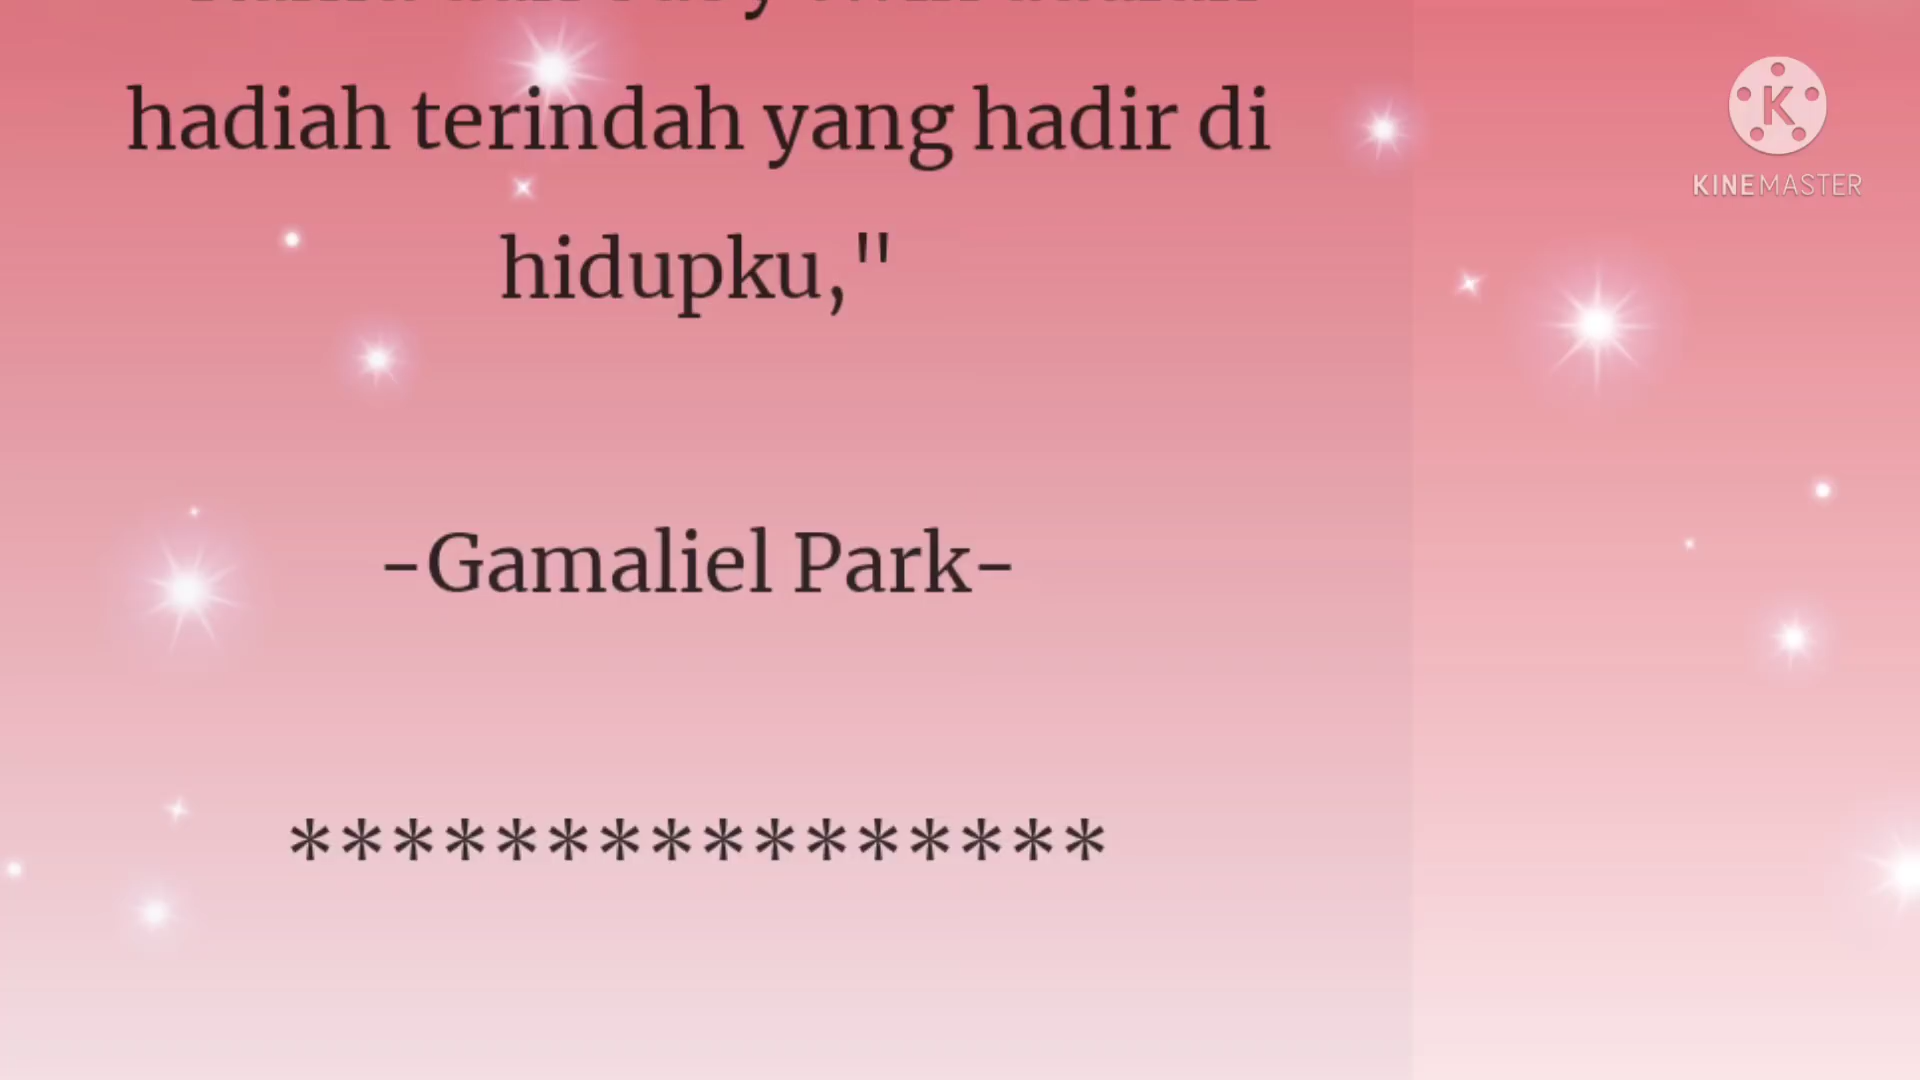 hadiah terindah yang hadir di
hidupku,"
-Gamaliel Park-
****************
KINEMASTER